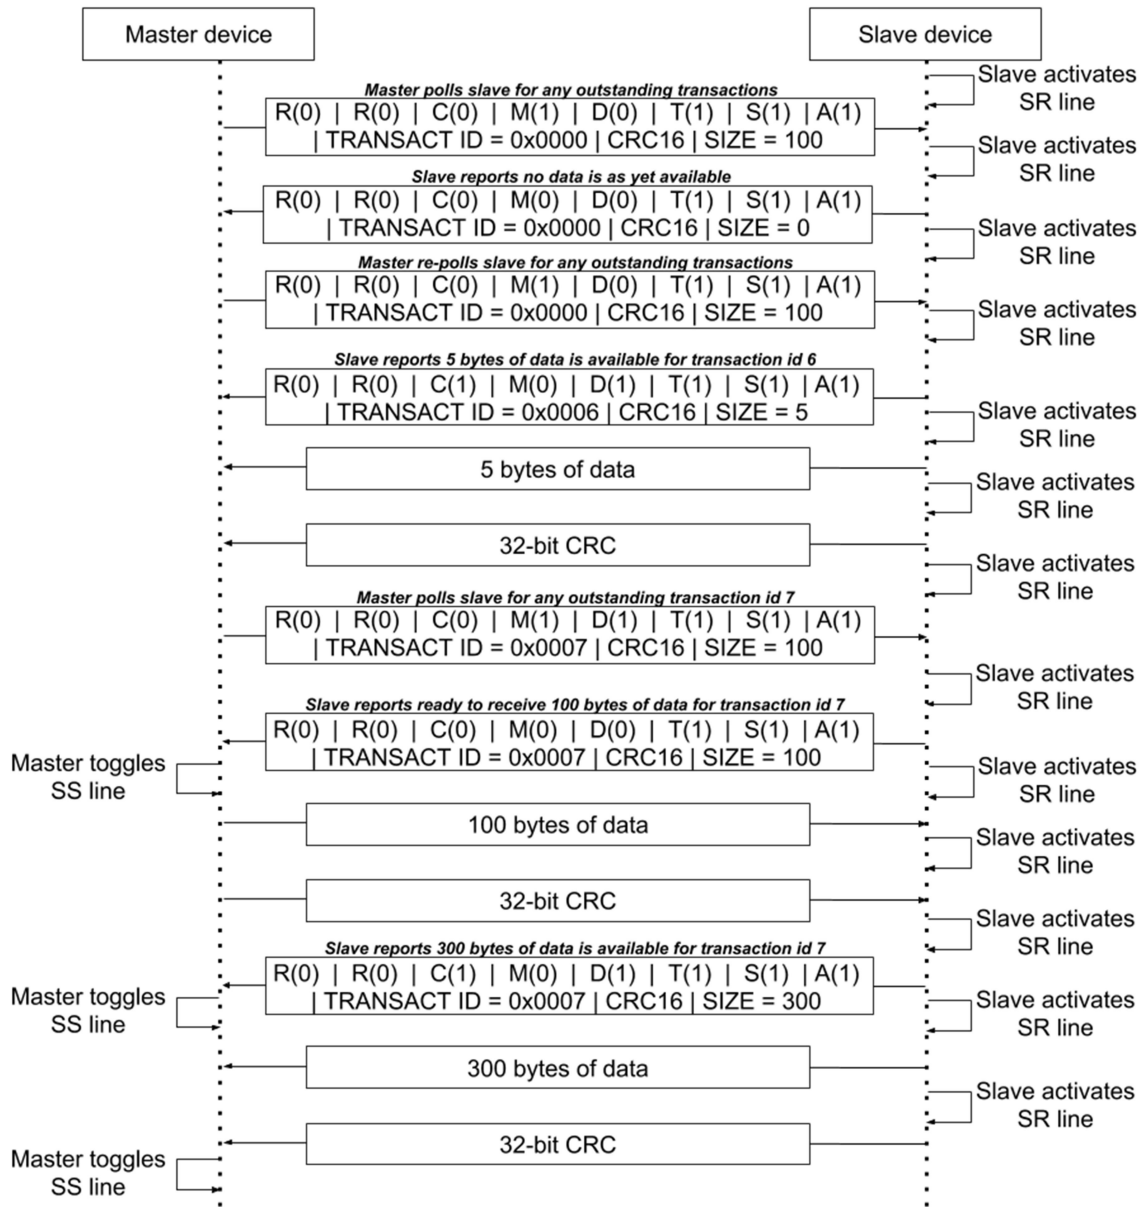 Master device
Slave device
Slave activates
SR line
Master polls slave for any outstanding transactions
R(0) | R(0) | C(0) | M(1) | D(0) | T(1) | S(1) | A(1)
| TRANSACT ID = 0x0000 | CRC16 | SIZE = 100
Slave activates
SR line
Slave reports no data is as yet available
R(0) | R(0) | C(0) | M(0) | D(0) | T(1) | S(1) | A(1)
| TRANSACT ID = 0x0000 | CRC16 | SIZE = 0
Slave activates
SR line
Master re-polls slave for any outstanding transactions
R(0) | R(0) | C(0) | M(1) | D(0) | T(1) | S(1) | A(1)
| TRANSACT ID = 0x0000 | CRC16 | SIZE = 100
Slave activates
SR line
Slave reports 5 bytes of data is available for transaction id 6
R(0) | R(0) | C(1) | M(0) | D(1) | T(1) | S(1) | A(1)
| TRANSACT ID = 0x0006 | CRC16 | SIZE = 5
Slave activates
SR line
5 bytes of data
Slave activates
SR line
32-bit CRC
Slave activates
SR line
Master polls slave for any outstanding transaction id 7
R(0) | R(0) | C(0) | M(1) | D(1) | T(1) | S(1) | A(1)
| TRANSACT ID = 0x0007 | CRC16 | SIZE = 100
Slave activates
SR line
Slave reports ready to receive 100 bytes of data for transaction id 7
R(0) | R(0) | C(0) | M(0) | D(0) | T(1) | S(1) | A(1)
| TRANSACT ID = 0x0007 | CRC16 | SIZE = 100
Master toggles
SS line
Slave activates
SR line
100 bytes of data
Slave activates
SR line
32-bit CRC
Slave activates
SR line
Slave reports 300 bytes of data is available for transaction id 7
R(0) | R(0) | C(1) | M(0) | D(1) | T(1) | S(1) | A(1)
| TRANSACT ID = 0x0007 | CRC16 | SIZE = 300
Master toggles
SS line
Slave activates
SR line
300 bytes of data
Slave activates
SR line
32-bit CRC
Master toggles
SS line